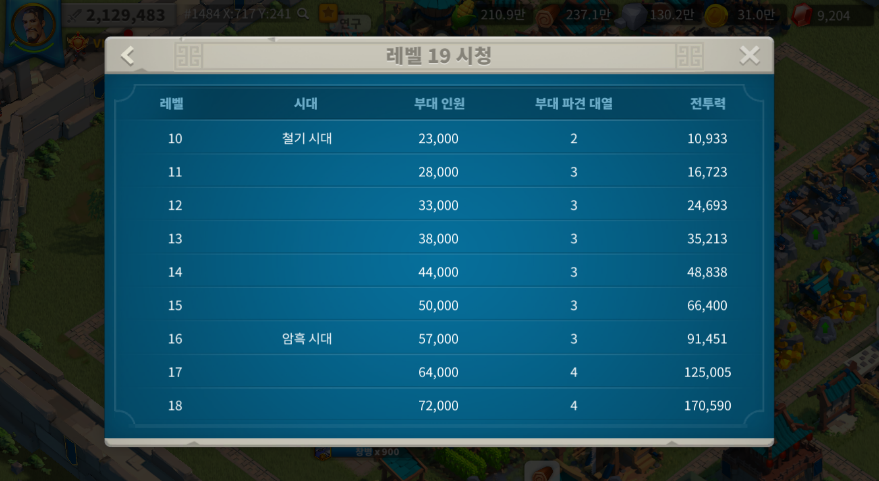 2,129,483
#1484 X:717 Y:241
연구
210.9만
237.1만
130.2만
31.0만
9,204
레벨 19 시청
레벨 시대 부대 인원 부대 파견 대열 전투력
10 철기 시대 23,000 2 10,933
11 28,000 3 16,723
12 33,000 3 24,693
13 38,000 3 35,213
14 44,000 3 48,838
15 50,000 3 66,400
16 암흑 시대 57,000 3 91,451
17 64,000 4 125,005
18 72,000 4 170,590
x 900